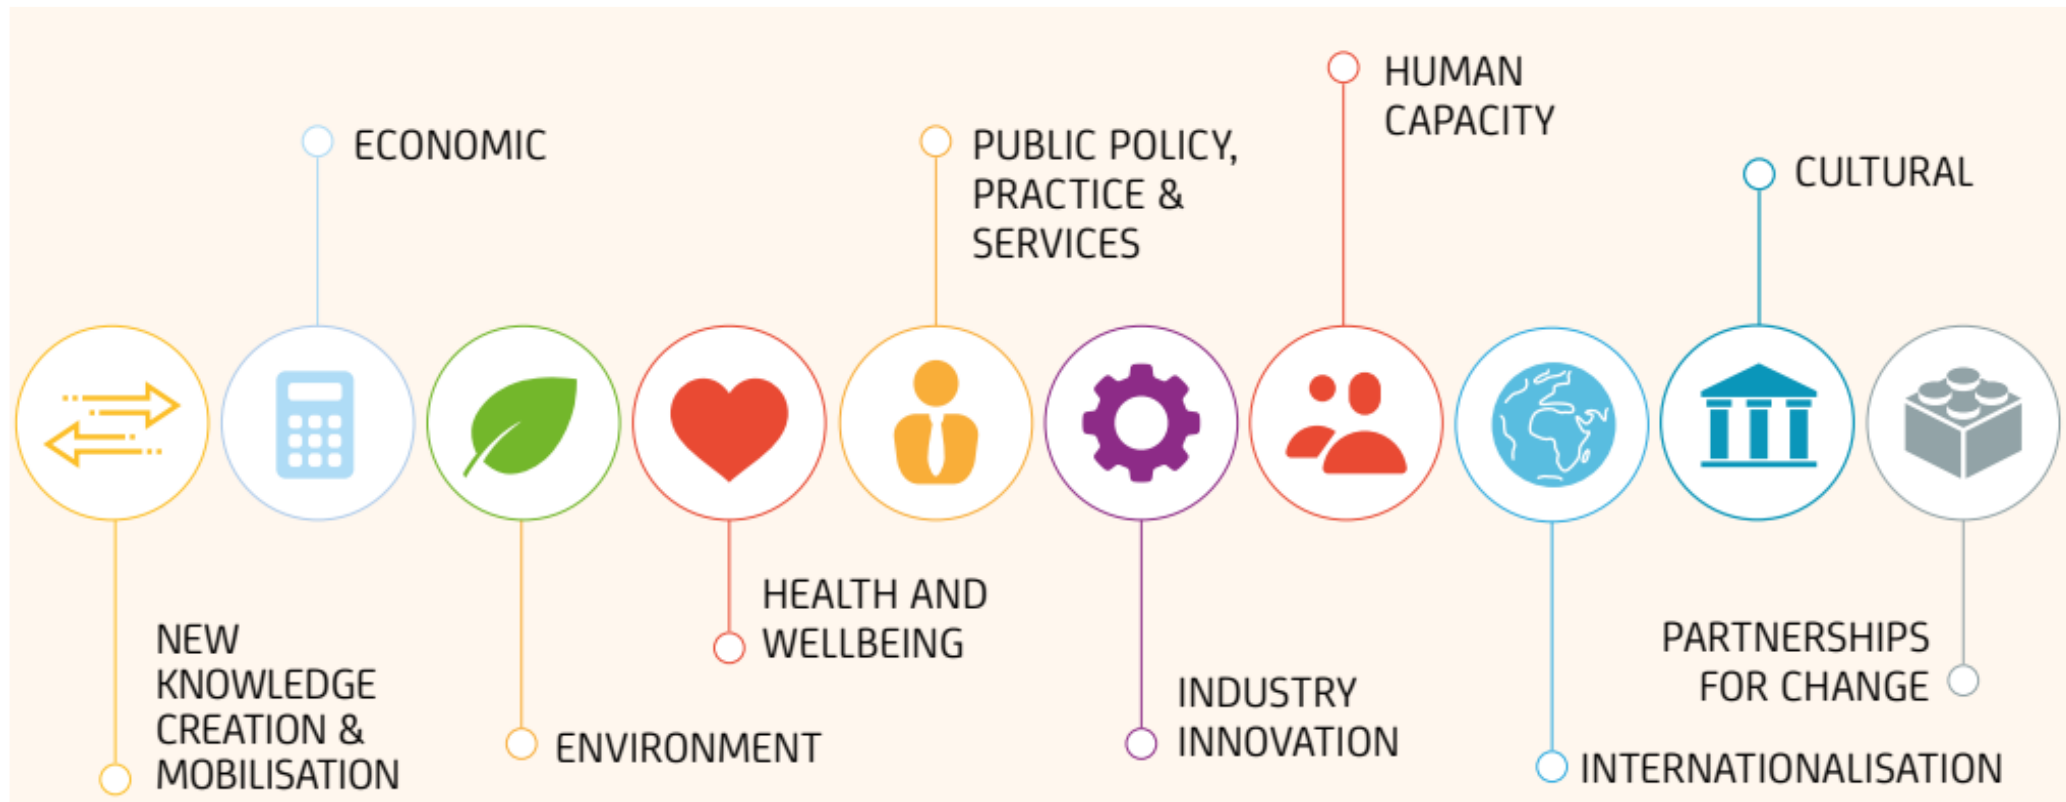 NEW
KNOWLEDGE
CREATION &
MOBILISATION
ECONOMIC
ENVIRONMENT
HEALTH AND
WELLBEING
PUBLIC POLICY,
PRACTICE &
SERVICES
INDUSTRY
INNOVATION
HUMAN
CAPACITY
INTERNATIONALISATION
CULTURAL
PARTNERSHIPS
FOR CHANGE